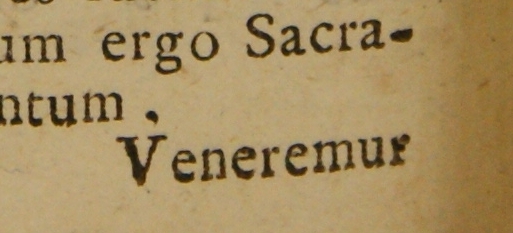 um ergo Sacra-
ntum,
Veneremur